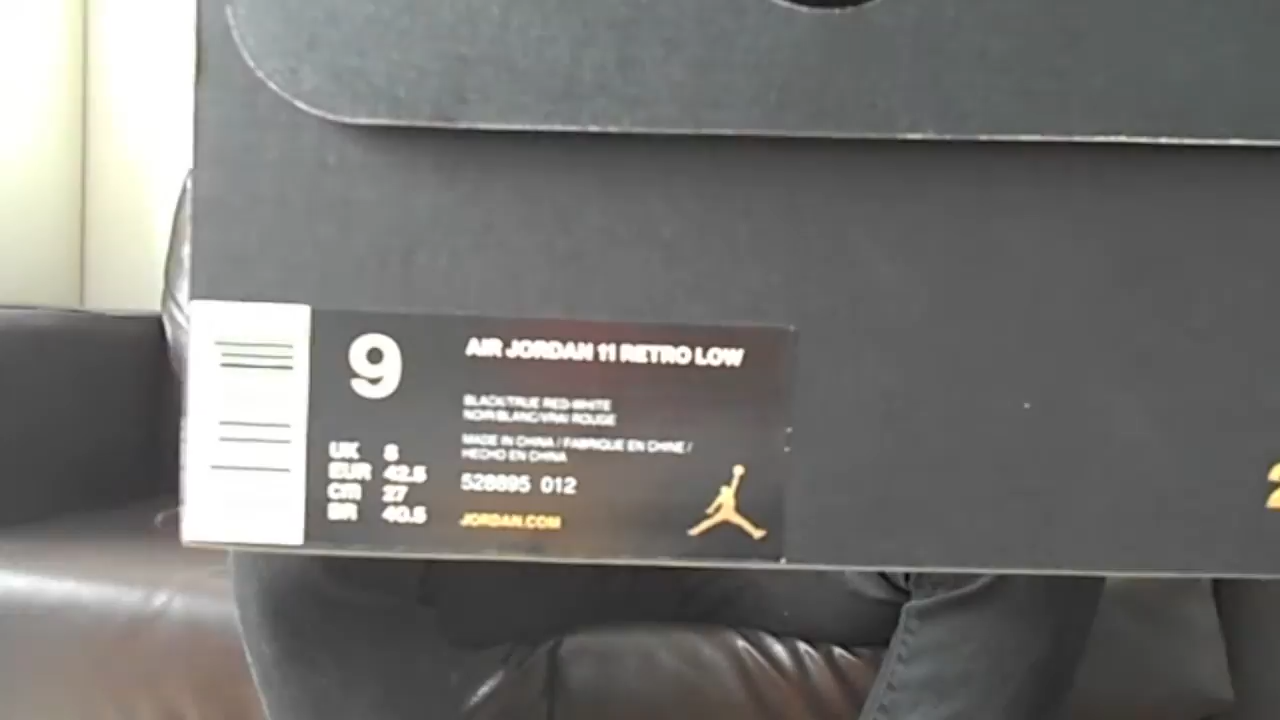 9
AIR JORDAN 11 RETRO LOW
BLACK/TRUE RED-WHITE
NOIR/BLANC/VRAI ROUGE
MADE IN CHINA / FABRIQUE EN CHINE /
HECHO EN CHINA
UK 8
EUR 42.5
CM 27
BR 40.5
528895 012
JORDAN.COM
2